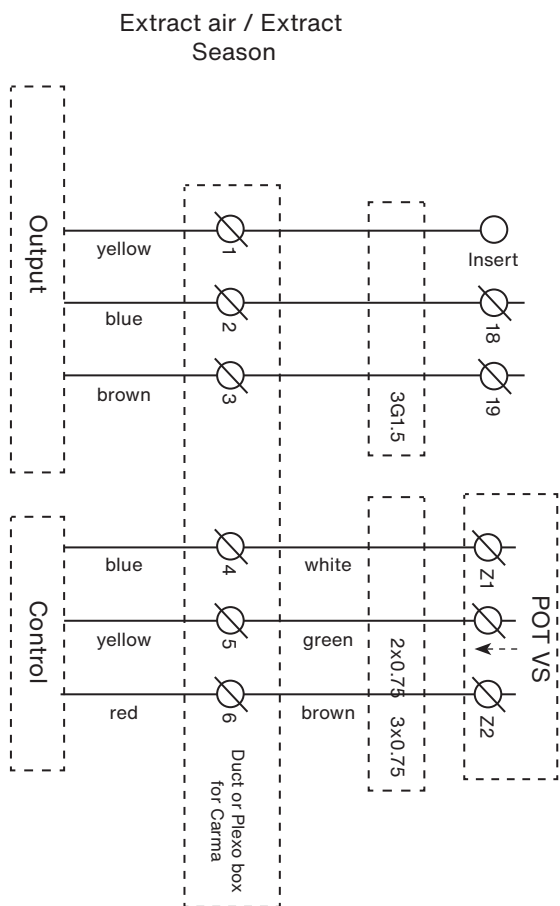 Extract air / Extract
Season
Output
yellow
1
Insert
blue
2
18
brown
3
19
3G1.5
Control
blue
4
white
Z1
yellow
5
green
red
6
brown
Z2
2x0.75 3x0.75
POT VS
Duct or Plexo box
for Carma